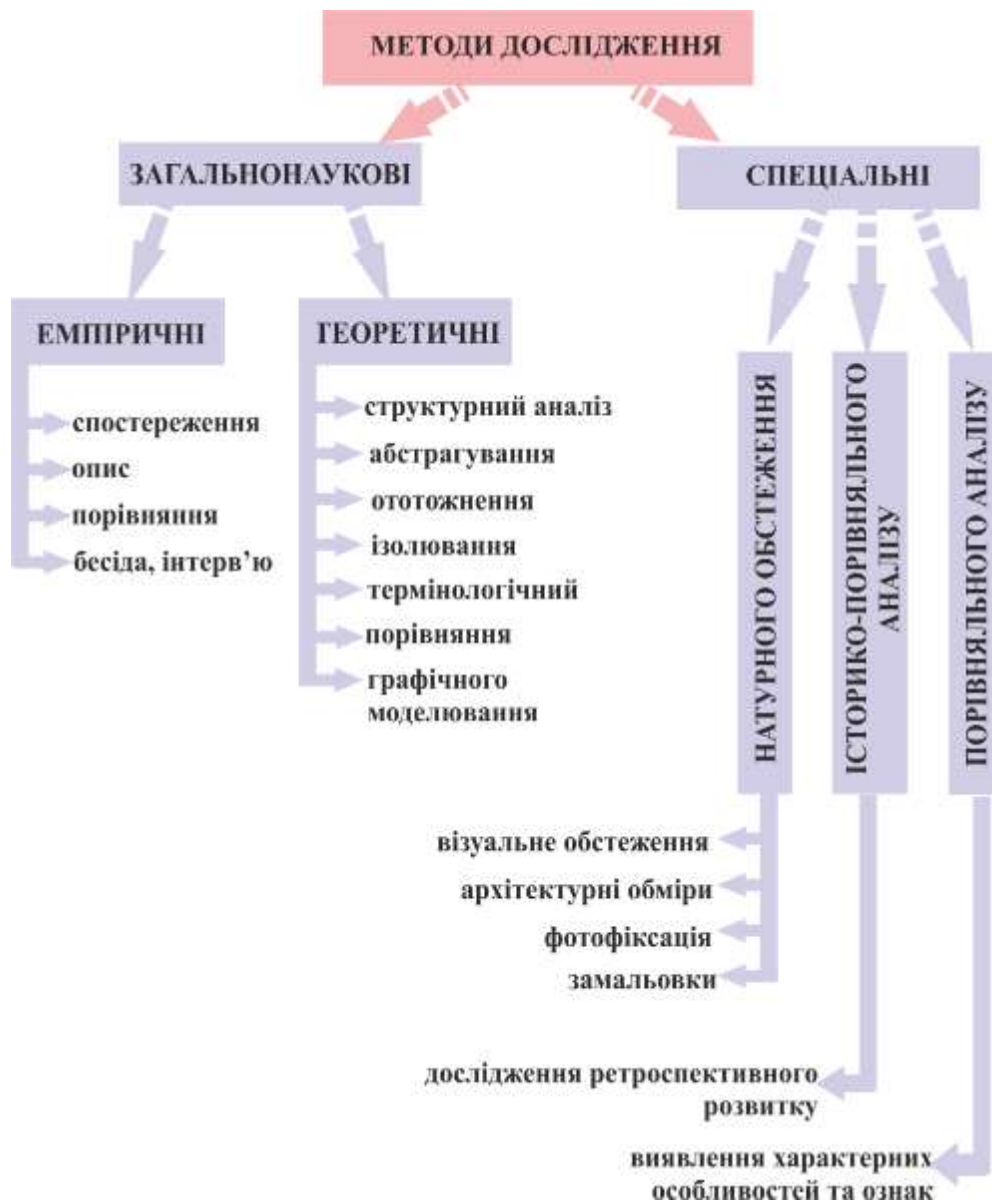 МЕТОДИ ДОСЛІДЖЕННЯ
ЗАГАЛЬНОНАУКОВІ
СПЕЦІАЛЬНІ
ЕМПІРИЧНІ
ТЕОРЕТИЧНІ
спостереження
опис
порівняння
бесіда, інтерв’ю
структурний аналіз
абстрагування
ототожнення
ізолювання
термінологічний
порівняння
графічного
моделювання
НАТУРНОГО ОБСТЕЖЕННЯ
ІСТОРИКО-ПОРІВНЯЛЬНОГО
АНАЛІЗУ
ПОРІВНЯЛЬНОГО АНАЛІЗУ
візуальне обстеження
архітектурні обміри
фотофіксація
замальовки
дослідження ретроспективного
розвитку
виявлення характерних
особливостей та ознак